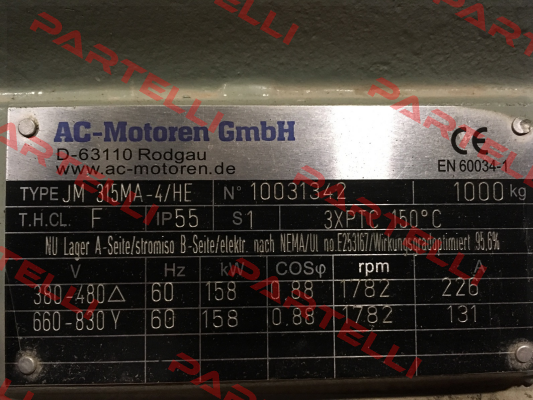 AC-Motoren GmbH
D-63110 Rodgau
www.ac-motoren.de
CE
EN 60034-1
TYPE JM 315MA-4/HE N° 10031342 1000 kg
T.H.CL. F IP55 S1 3XPTC 150°C
NU Lager A-Seite/stromiso B-Seite/elektr. nach NEMA/Ul no.E253167/Wirkungsgradoptimiert 95,6%
V Hz kW COSφ rpm A
380-480△ 60 158 0.88 1782 226
660-830Y 60 158 0.88 1782 131
PARTELLI
PARTELLI
PARTELLI
PARTELLI
PARTELLI
PARTELLI